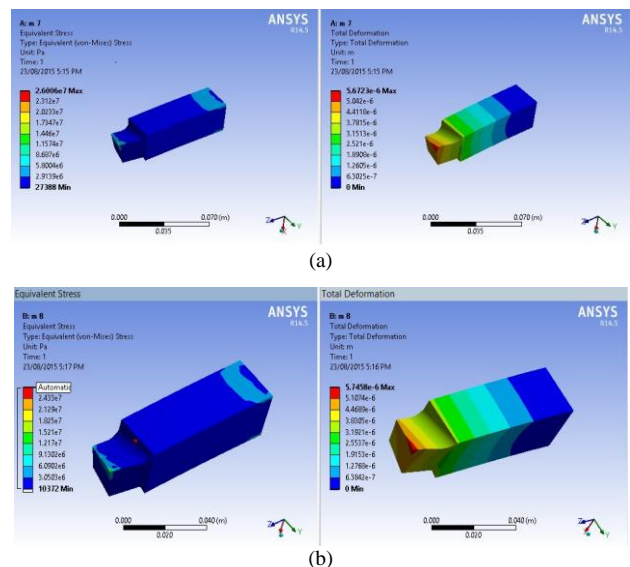 A: m 7
Equivalent Stress
Type: Equivalent (von-Mises) Stress
Unit: Pa
Time: 1
23/08/2015 5:15 PM
2.6006e7 Max
2.312e7
2.0233e7
1.7347e7
1.446e7
1.1574e7
8.687e6
5.8004e6
2.9139e6
27388 Min
ANSYS
R14.5
0.000 0.070 (m)
0.035
Z Y
X
A: m 7
Total Deformation
Type: Total Deformation
Unit: m
Time: 1
23/08/2015 5:15 PM
5.6723e-6 Max
5.042e-6
4.4118e-6
3.7815e-6
3.1513e-6
2.521e-6
1.8908e-6
1.2605e-6
6.3025e-7
0 Min
ANSYS
R14.5
0.000 0.070 (m)
0.035
Z Y
X
(a)
Equivalent Stress
B: m 8
Equivalent Stress
Type: Equivalent (von-Mises) Stress
Unit: Pa
Time: 1
23/08/2015 5:17 PM
Automatic
2.433e7
2.129e7
1.825e7
1.521e7
1.217e7
9.1302e6
6.0902e6
3.0503e6
10372 Min
ANSYS
R14.5
0.000 0.040 (m)
0.020
Z Y
Total Deformation
B: m 8
Total Deformation
Type: Total Deformation
Unit: m
Time: 1
23/08/2015 5:16 PM
5.7458e-6 Max
5.1074e-6
4.4689e-6
3.8305e-6
3.1921e-6
2.5537e-6
1.9153e-6
1.2768e-6
6.3842e-7
0 Min
ANSYS
R14.5
0.000 0.040 (m)
0.020
Z Y
(b)